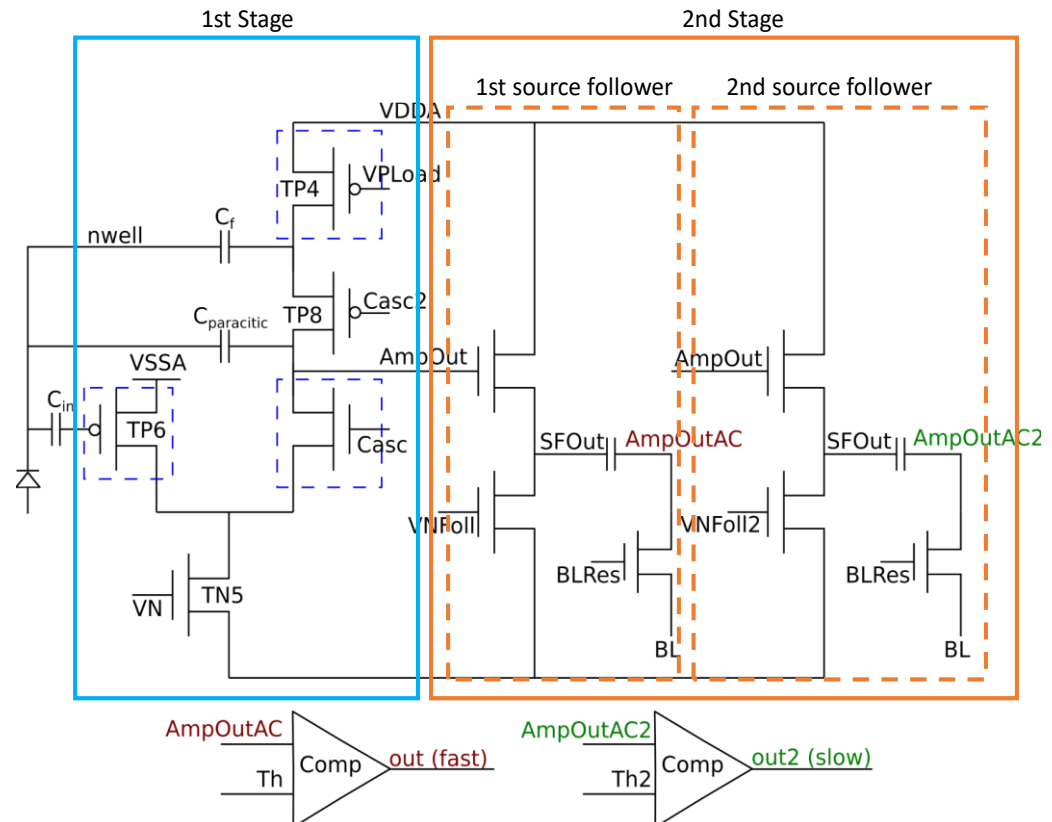 1st Stage
2nd Stage
1st source follower
2nd source follower
VDDA
TP4
VPLoad
Cf
nwell
TP8
Casc2
Cparacitic
AmpOut
AmpOut
VSSA
Cin
TP6
Casc
SFOut
AmpOutAC
SFOut
AmpOutAC2
VNFoll
VNFoll2
BLRes
BLRes
VN
TN5
BL
BL
AmpOutAC
Comp
out (fast)
Th
AmpOutAC2
Comp
out2 (slow)
Th2